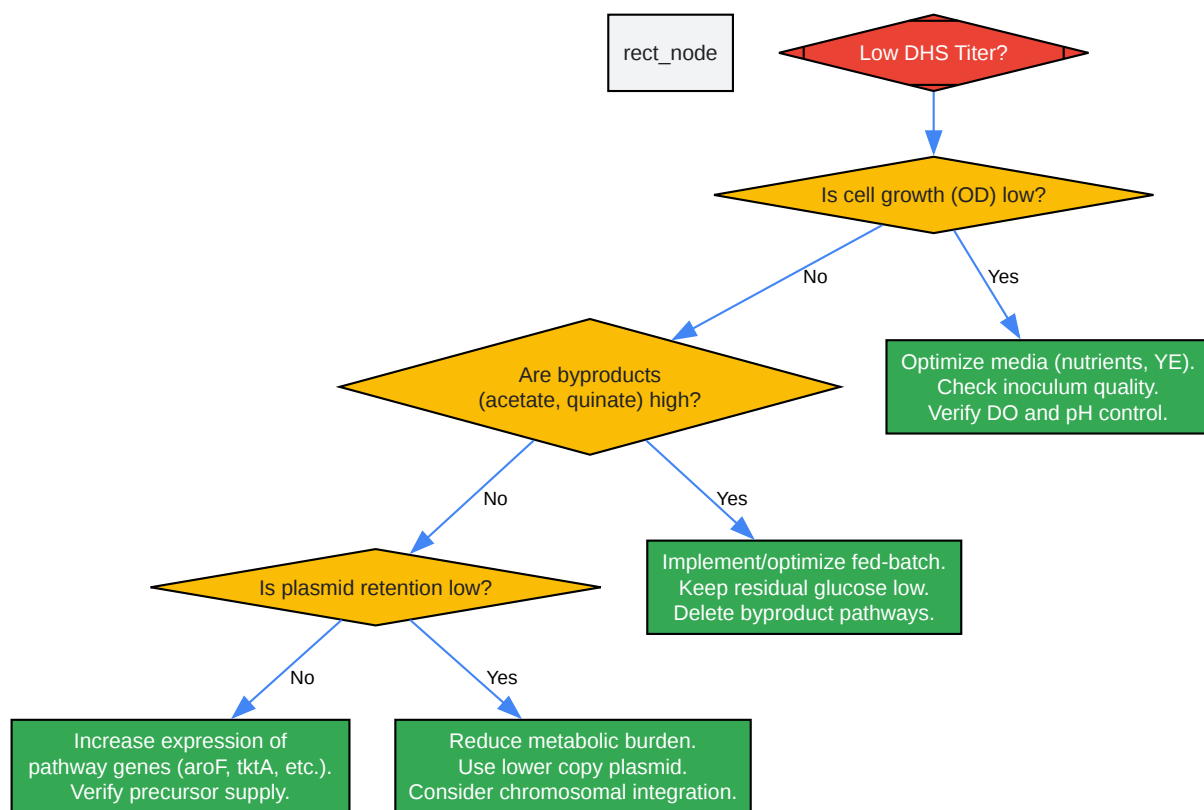 rect_node
Low DHS Titer?
Is cell growth (OD) low?
No
Yes
Optimize media (nutrients, YE).
Check inoculum quality.
Verify DO and pH control.
Are byproducts
(acetate, quinate) high?
No
Yes
Implement/optimize fed-batch.
Keep residual glucose low.
Delete byproduct pathways.
Is plasmid retention low?
No
Yes
Increase expression of
pathway genes (aroF, tktA, etc.).
Verify precursor supply.
Reduce metabolic burden.
Use lower copy plasmid.
Consider chromosomal integration.